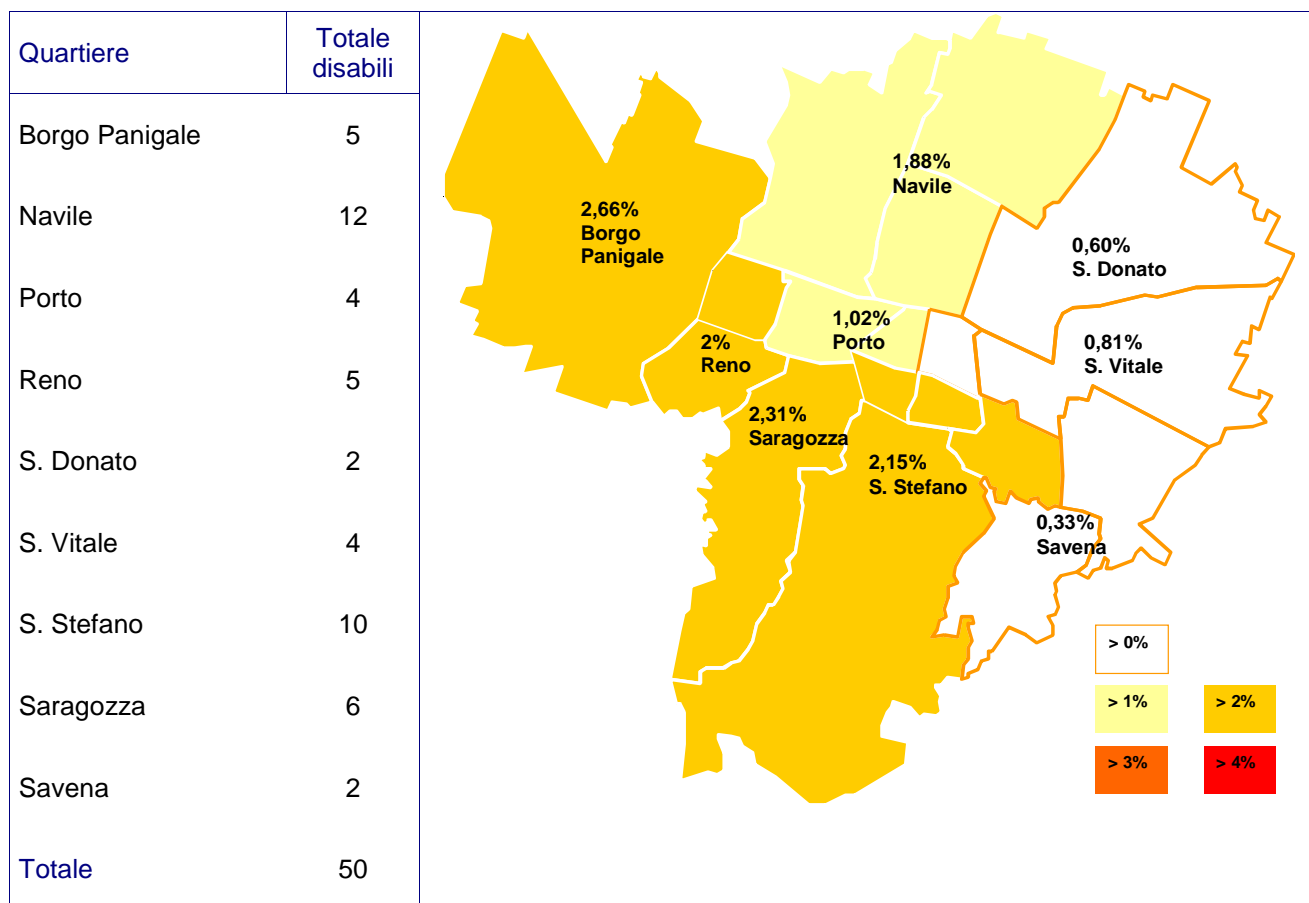 Quartiere
Totale
disabili
Borgo Panigale 5
Navile 12
Porto 4
Reno 5
S. Donato 2
S. Vitale 4
S. Stefano 10
Saragozza 6
Savena 2
Totale 50
1,88%
Navile
2,66%
Borgo
Panigale
0,60%
S. Donato
1,02%
Porto
2%
Reno
0,81%
S. Vitale
2,31%
Saragozza
2,15%
S. Stefano
0,33%
Savena
> 0%
> 1% > 2%
> 3% > 4%